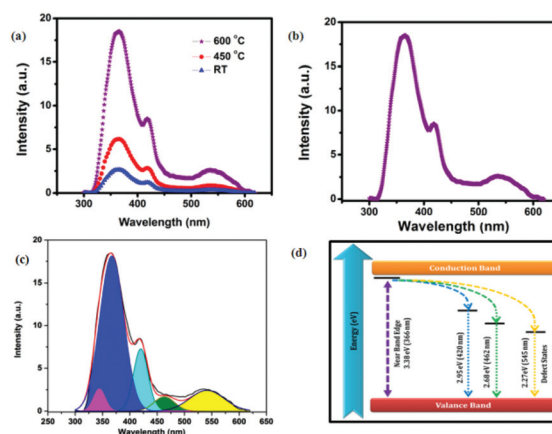 (a)
600 °C
450 °C
RT
Intensity (a.u.)
20
15
10
5
0
300 400 500 600
Wavelength (nm)
(b)
Intensity (a.u.)
20
15
10
5
0
300 400 500 600
Wavelength (nm)
(c)
Intensity (a.u.)
20
15
10
5
0
250 300 350 400 450 500 550 600 650
Wavelength (nm)
(d)
Energy (eV)
Conduction Band
Near Band Edge
3.38 eV (366 nm)
2.95 eV (420 nm)
2.68 eV (462 nm)
2.27 eV (545 nm)
Defect States
Valance Band